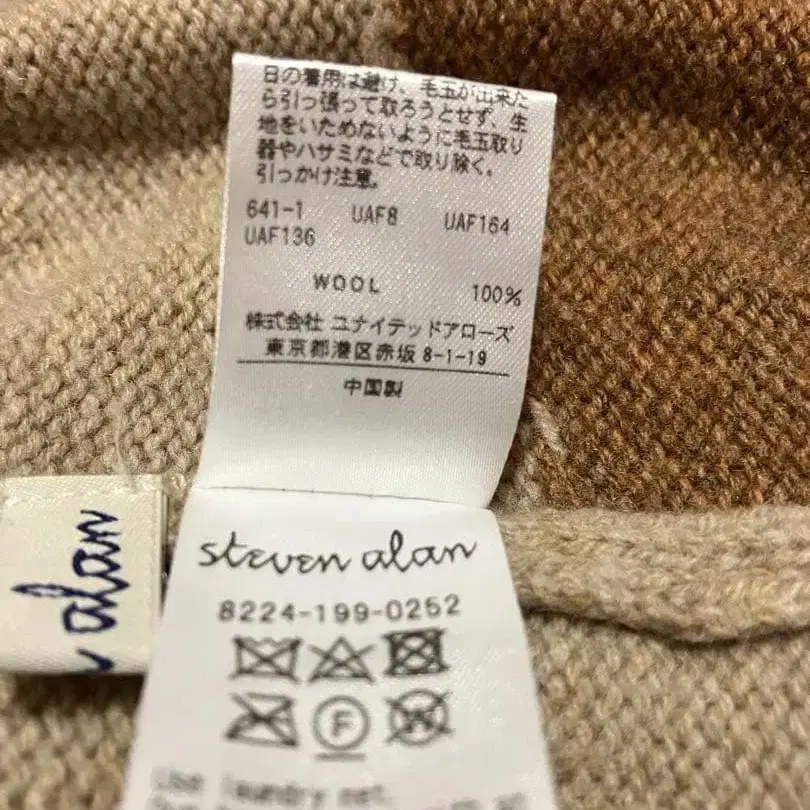 日の着用は避け、毛玉が出来た
ら引っ張って取ろうとせず、生
地をいためないように毛玉取り
器やハサミなどで取り除く。
引っかけ注意。
641-1 UAF8 UAF164
UAF136
WOOL 100%
株式会社 ユナイテッドアローズ
東京都港区赤坂 8-1-19
中国製
steven alan
8224-199-0252
F
W
Use laundry net.
alan